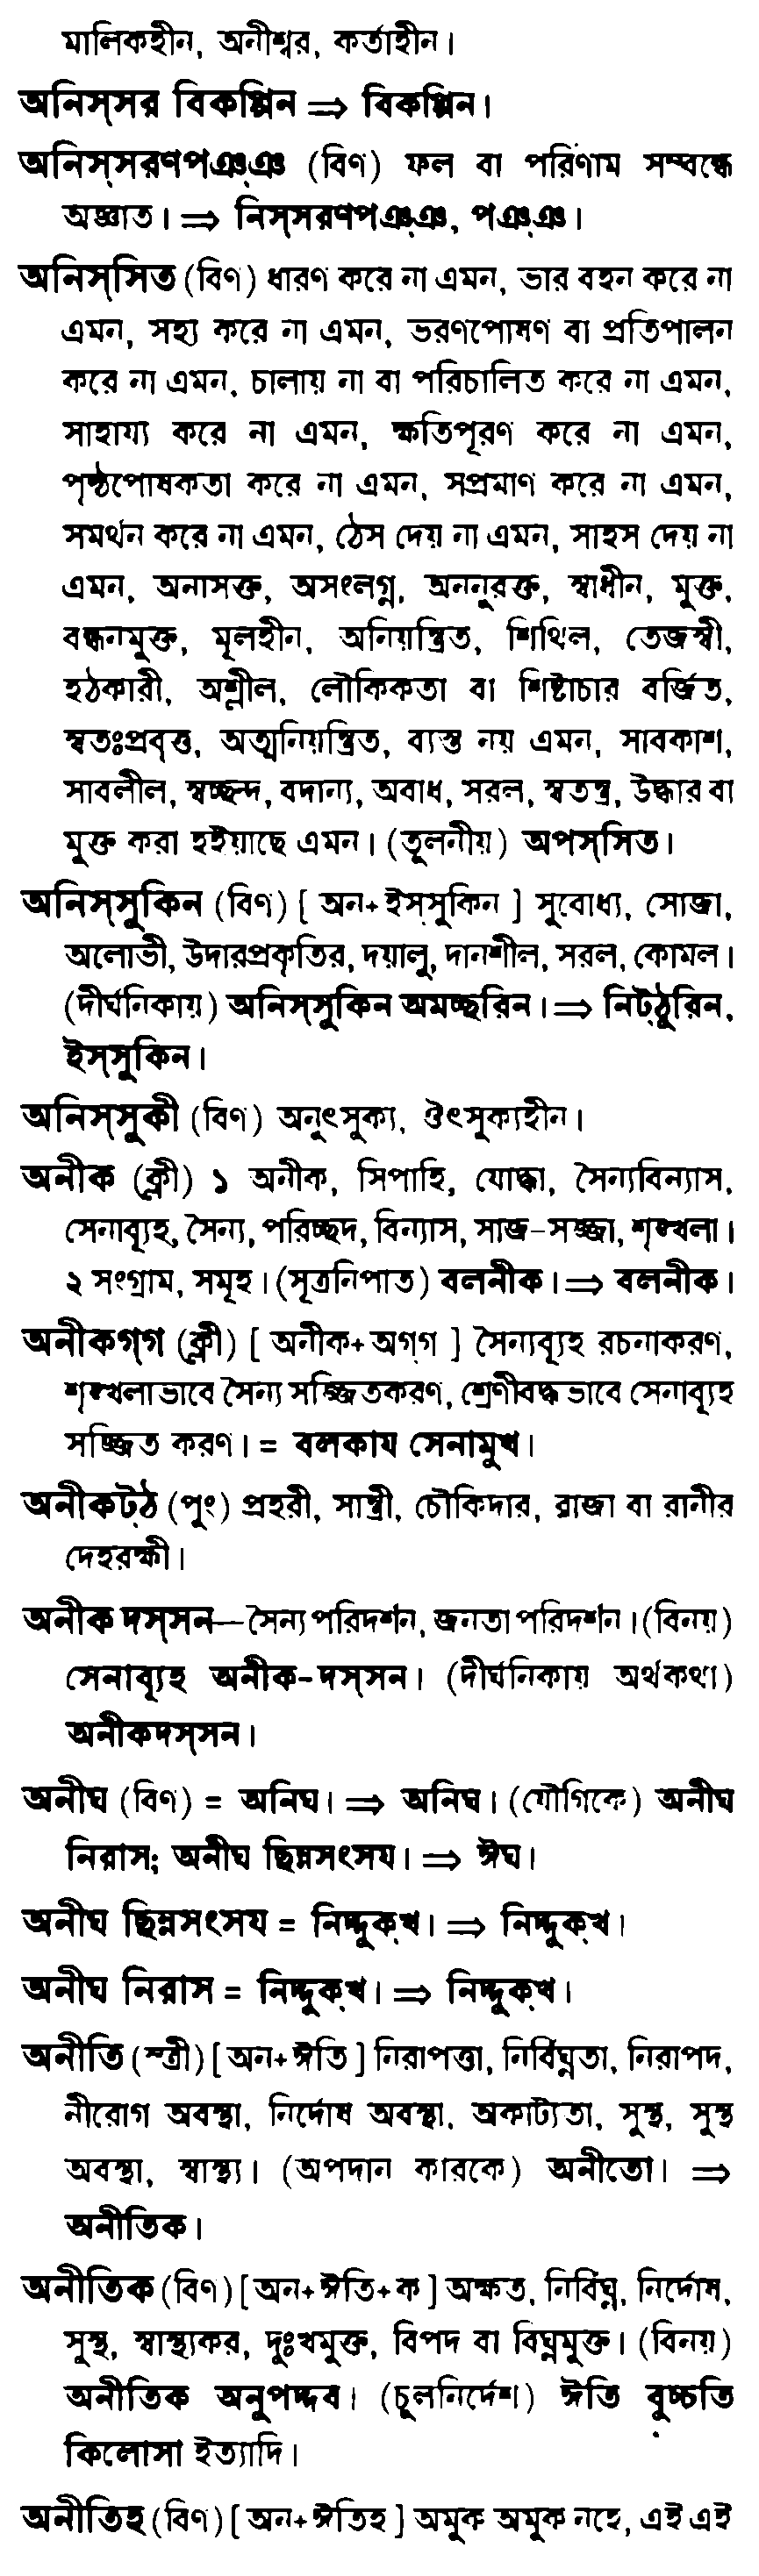 মালিকহীন, অনীশ্বর, কর্তাহীন।
অনিস্সর বিকপ্পিন ⇒ বিকপ্পিন।
অনিস্সরণপঞ্ঞ (বিণ) ফল বা পরিণাম সম্বন্ধে
অজ্ঞাত। ⇒ নিস্সরণপঞ্ঞ, পঞ্ঞ।
অনিস্সিত (বিণ) ধারণ করে না এমন, ভার বহন করে না
এমন, সহ্য করে না এমন, ভরণপোষণ বা প্রতিপালন
করে না এমন, চালায় না বা পরিচালিত করে না এমন,
সাহায্য করে না এমন, ক্ষতিপূরণ করে না এমন,
পৃষ্ঠপোষকতা করে না এমন, সপ্রমাণ করে না এমন,
সমর্থন করে না এমন, ঠেস দেয় না এমন, সাহস দেয় না
এমন, অনাসক্ত, অসংলগ্ন, অননুরক্ত, স্বাধীন, মুক্ত,
বন্ধনমুক্ত, মূলহীন, অনিয়ন্ত্রিত, শিথিল, তেজস্বী,
হঠকারী, অশ্লীল, লৌকিকতা বা শিষ্টাচার বর্জিত,
স্বতঃপ্রবৃত্ত, অত্মনিয়ন্ত্রিত, ব্যস্ত নয় এমন, সাবকাশ,
সাবলীল, স্বচ্ছন্দ, বদান্য, অবাধ, সরল, স্বতন্ত্র, উদ্ধার বা
মুক্ত করা হইয়াছে এমন। (তুলনীয়) অপস্সিত।
অনিস্সুকিন (বিণ) [ অন+ইস্সুকিন ] সুবোধ্য, সোজা,
অলোভী, উদারপ্রকৃতির, দয়ালু, দানশীল, সরল, কোমল।
(দীর্ঘনিকায়) অনিস্সুকিন অমচ্ছরিন। ⇒ নিট্ঠুরিন,
ইস্সুকিন।
অনিস্সুকী (বিণ) অনুৎসুক্য, ঔৎসুক্যহীন।
অনীক (ক্লী) ১ অনীক, সিপাহি, যোদ্ধা, সৈন্যবিন্যাস,
সেনাব্যূহ, সৈন্য, পরিচ্ছদ, বিন্যাস, সাজ-সজ্জা, শৃঙ্খলা।
২ সংগ্রাম, সমূহ। (সূত্রনিপাত) বলনীক। ⇒ বলনীক।
অনীকগ্গ (ক্লী) [ অনীক+অগ্গ ] সৈন্যব্যূহ রচনাকরণ,
শৃঙ্খলাভাবে সৈন্য সজ্জিতকরণ, শ্রেণীবদ্ধ ভাবে সেনাব্যূহ
সজ্জিত করণ। = বলকায সেনামুখ।
অনীকট্ঠ (পুং) প্রহরী, সান্ত্রী, চৌকিদার, রাজা বা রানীর
দেহরক্ষী।
অনীক দস্সন— সৈন্য পরিদর্শন, জনতা পরিদর্শন। (বিনয়)
সেনাব্যূহ অনীক-দস্সন। (দীর্ঘনিকায় অর্থকথা)
অনীকদস্সন।
অনীঘ (বিণ) = অনিঘ। ⇒ অনিঘ। (যৌগিকে) অনীঘ
নিরাস; অনীঘ ছিন্নসংসয। ⇒ ঈঘ।
অনীঘ ছিন্নসংসয = নিদ্দুক্খ। ⇒ নিদ্দুক্খ।
অনীঘ নিরাস = নিদ্দুক্খ। ⇒ নিদ্দুক্খ।
অনীতি (স্ত্রী) [ অন+ঈতি ] নিরাপত্তা, নির্বিঘ্নতা, নিরাপদ,
নীরোগ অবস্থা, নির্দোষ অবস্থা, অকাট্যতা, সুস্থ, সুস্থ
অবস্থা, স্বাস্থ্য। (অপদান কারকে) অনীতো। ⇒
অনীতিক।
অনীতিক (বিণ) [ অন+ঈতি+ক ] অক্ষত, নির্বিঘ্ন, নির্দোষ,
সুস্থ, স্বাস্থ্যকর, দুঃখমুক্ত, বিপদ বা বিঘ্নমুক্ত। (বিনয়)
অনীতিক অনুপদ্দব। (চূলনির্দেশ) ঈতি বুচ্চতি
কিলোসা ইত্যাদি।
অনীতিহ (বিণ) [ অন+ঈতিহ ] অমুক অমুক নহে, এই এই